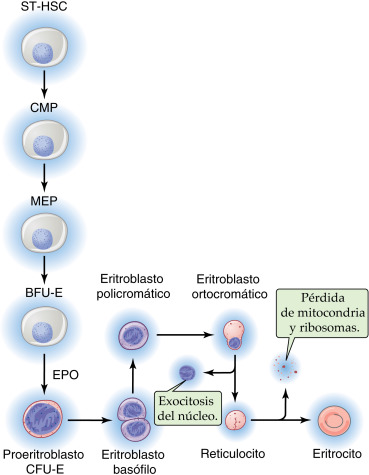 ST-HSC
CMP
MEP
BFU-E
EPO
Proeritroblasto
CFU-E
Eritroblasto
basófilo
Eritroblasto
policromático
Eritroblasto
ortocromático
Exocitosis
del núcleo.
Reticulocito
Pérdida
de mitocondria
y ribosomas.
Eritrocito